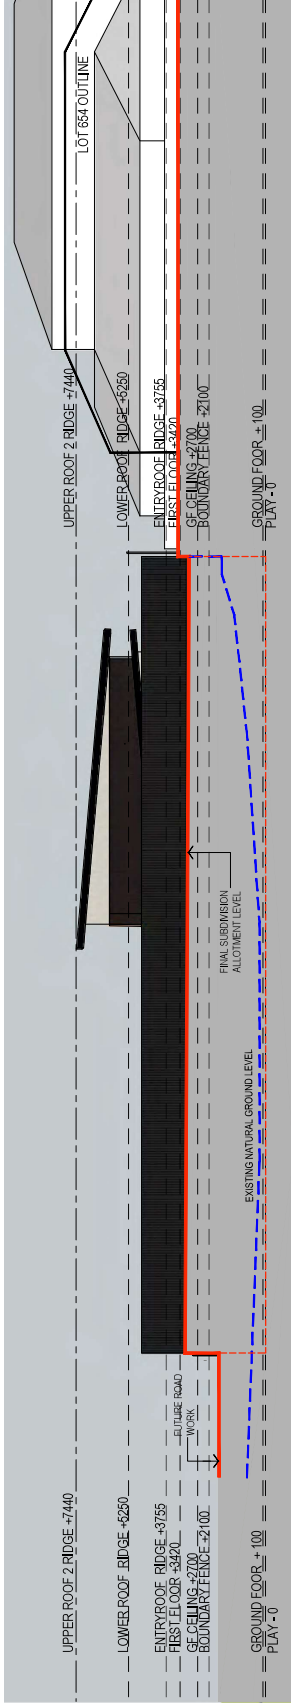 LOT 654 OUTLINE
UPPER ROOF 2 RIDGE +7440
LOWER ROOF RIDGE +5250
ENTRYROOF RIDGE +3755
FIRST FLOOR +3420
GF CEILING +2700
BOUNDARY FENCE +2100
GROUND FOOR + 100
PLAY - 0
FINAL SUBDIVISION
ALLOTMENT LEVEL
EXISTING NATURAL GROUND LEVEL
FUTURE ROAD
WORK
UPPER ROOF 2 RIDGE +7440
LOWER ROOF RIDGE +5250
ENTRYROOF RIDGE +3755
FIRST FLOOR +3420
GF CEILING +2700
BOUNDARY FENCE +2100
GROUND FOOR + 100
PLAY - 0